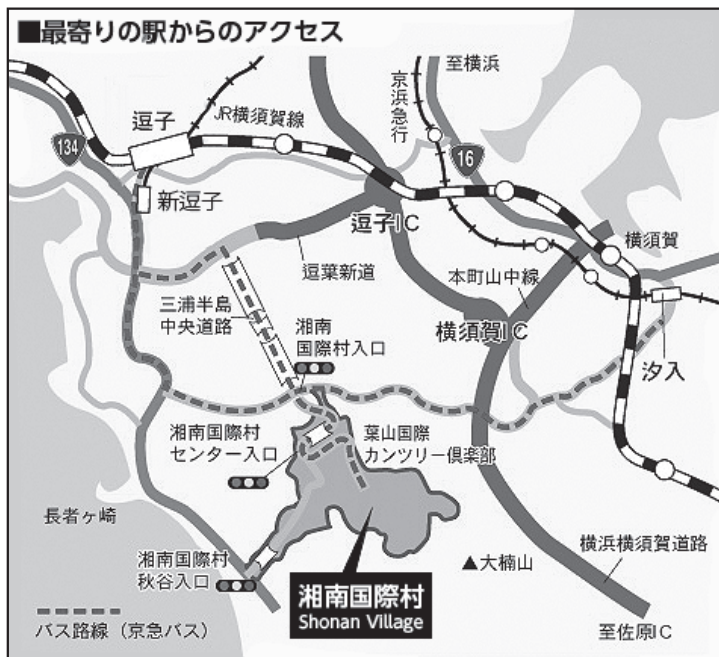 ■最寄りの駅からのアクセス
至横浜
京浜急行
JR横須賀線
逗子
134
16
新逗子
逗子IC
横須賀
逗葉新道
本町山中線
三浦半島
中央道路
湘南
国際村入口
横須賀IC
汐入
湘南国際村
センター入口
葉山国際
カンツリー倶楽部
長者ヶ崎
湘南国際村
秋谷入口
▲大楠山
横浜横須賀道路
湘南国際村
Shonan Village
バス路線（京急バス）
至佐原IC